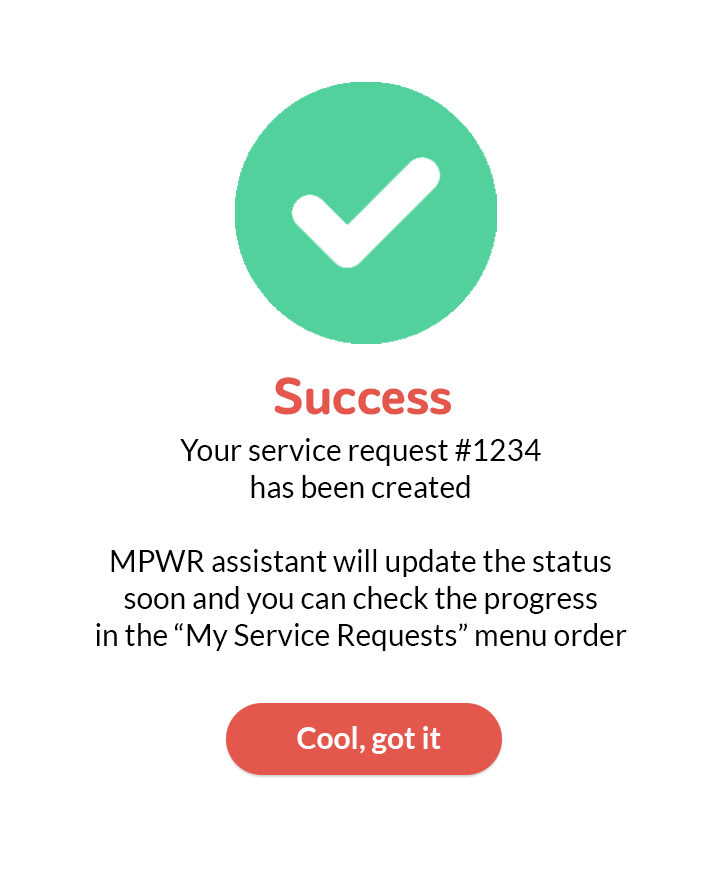 Success
Your service request #1234
has been created
MPWR assistant will update the status
soon and you can check the progress
in the “My Service Requests” menu order
Cool, got it